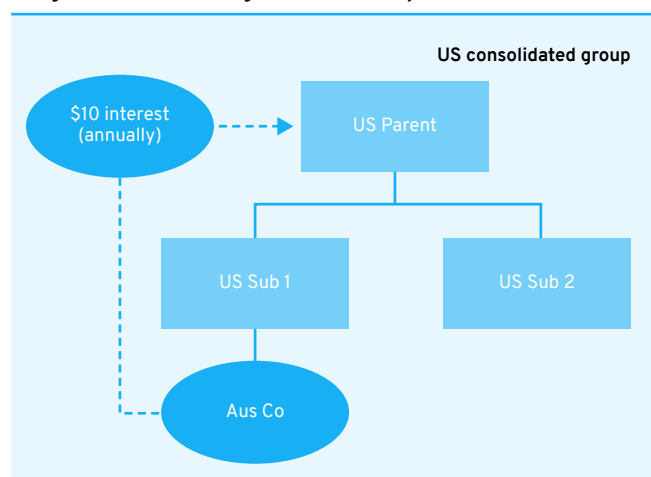 US consolidated group
$10 interest
(annually)
US Parent
US Sub 1
US Sub 2
Aus Co